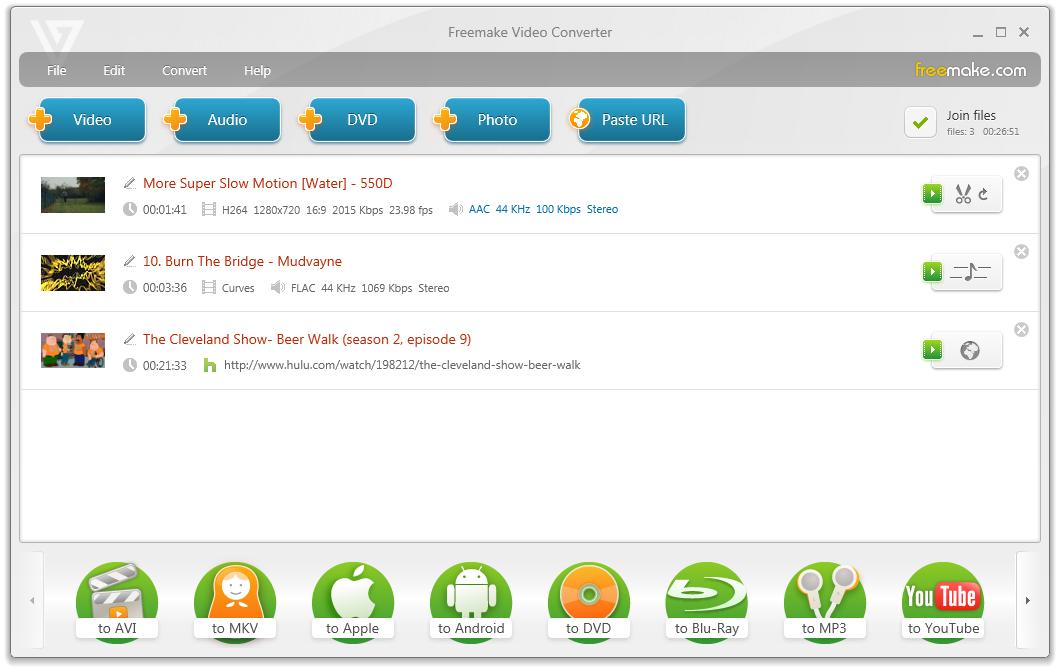 Freemake Video Converter
File Edit Convert Help
freemake.com
Video Audio DVD Photo Paste URL
Join files
files: 3 00:26:51
More Super Slow Motion [Water] - 550D
00:01:41 H264 1280x720 16:9 2015 Kbps 23.98 fps AAC 44 KHz 100 Kbps Stereo
10. Burn The Bridge - Mudvayne
00:03:36 Curves FLAC 44 KHz 1069 Kbps Stereo
The Cleveland Show- Beer Walk (season 2, episode 9)
00:21:33 h http://www.hulu.com/watch/198212/the-cleveland-show-beer-walk
You Tube
to AVI to MKV to Apple to Android to DVD to Blu-Ray to MP3 to YouTube